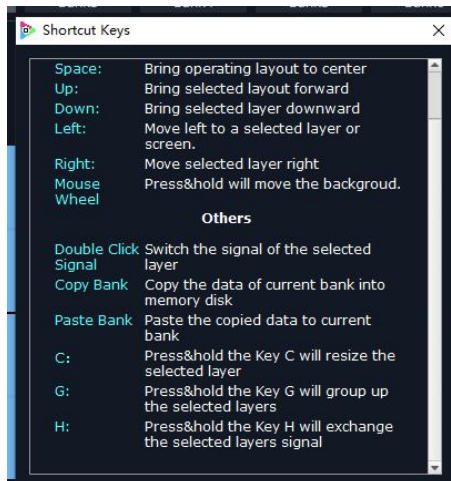 Shortcut Keys
Space: Bring operating layout to center
Up: Bring selected layout forward
Down: Bring selected layer downward
Left: Move left to a selected layer or
screen.
Right: Move selected layer right
Mouse Press&hold will move the backgroud.
Wheel
Others
Double Click Switch the signal of the selected
Signal layer
Copy Bank Copy the data of current bank into
memory disk
Paste Bank Paste the copied data to current
bank
C: Press&hold the Key C will resize the
selected layer
G: Press&hold the Key G will group up
the selected layers
H: Press&hold the Key H will exchange
the selected layers signal